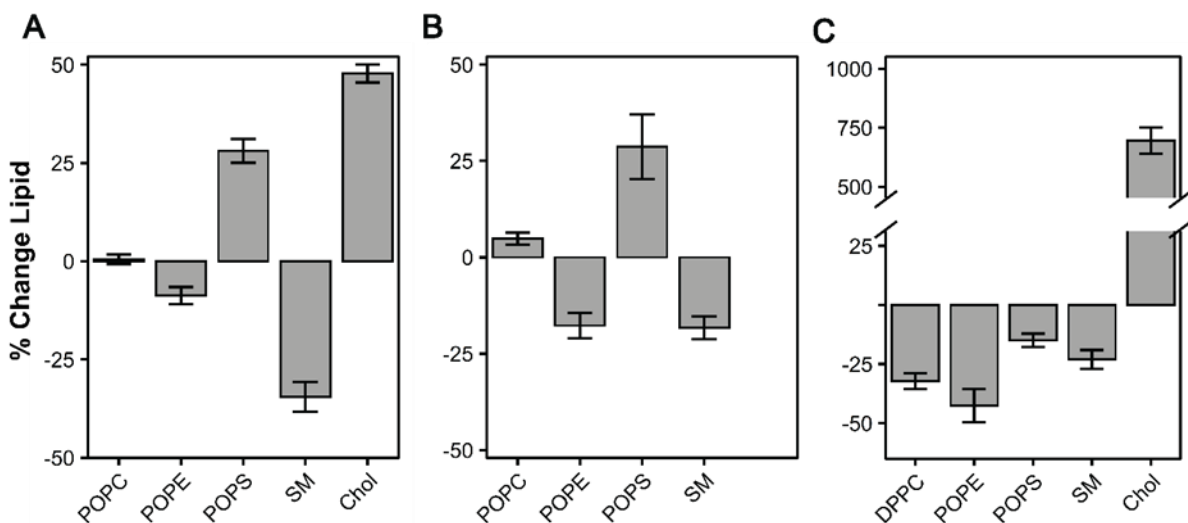 A
B
C
% Change Lipid
50
25
0
-25
-50
POPC
POPE
POPS
SM
Chol
50
25
0
-25
-50
POPC
POPE
POPS
SM
1000
750
500
25
-25
-50
DPPC
POPE
POPS
SM
Chol